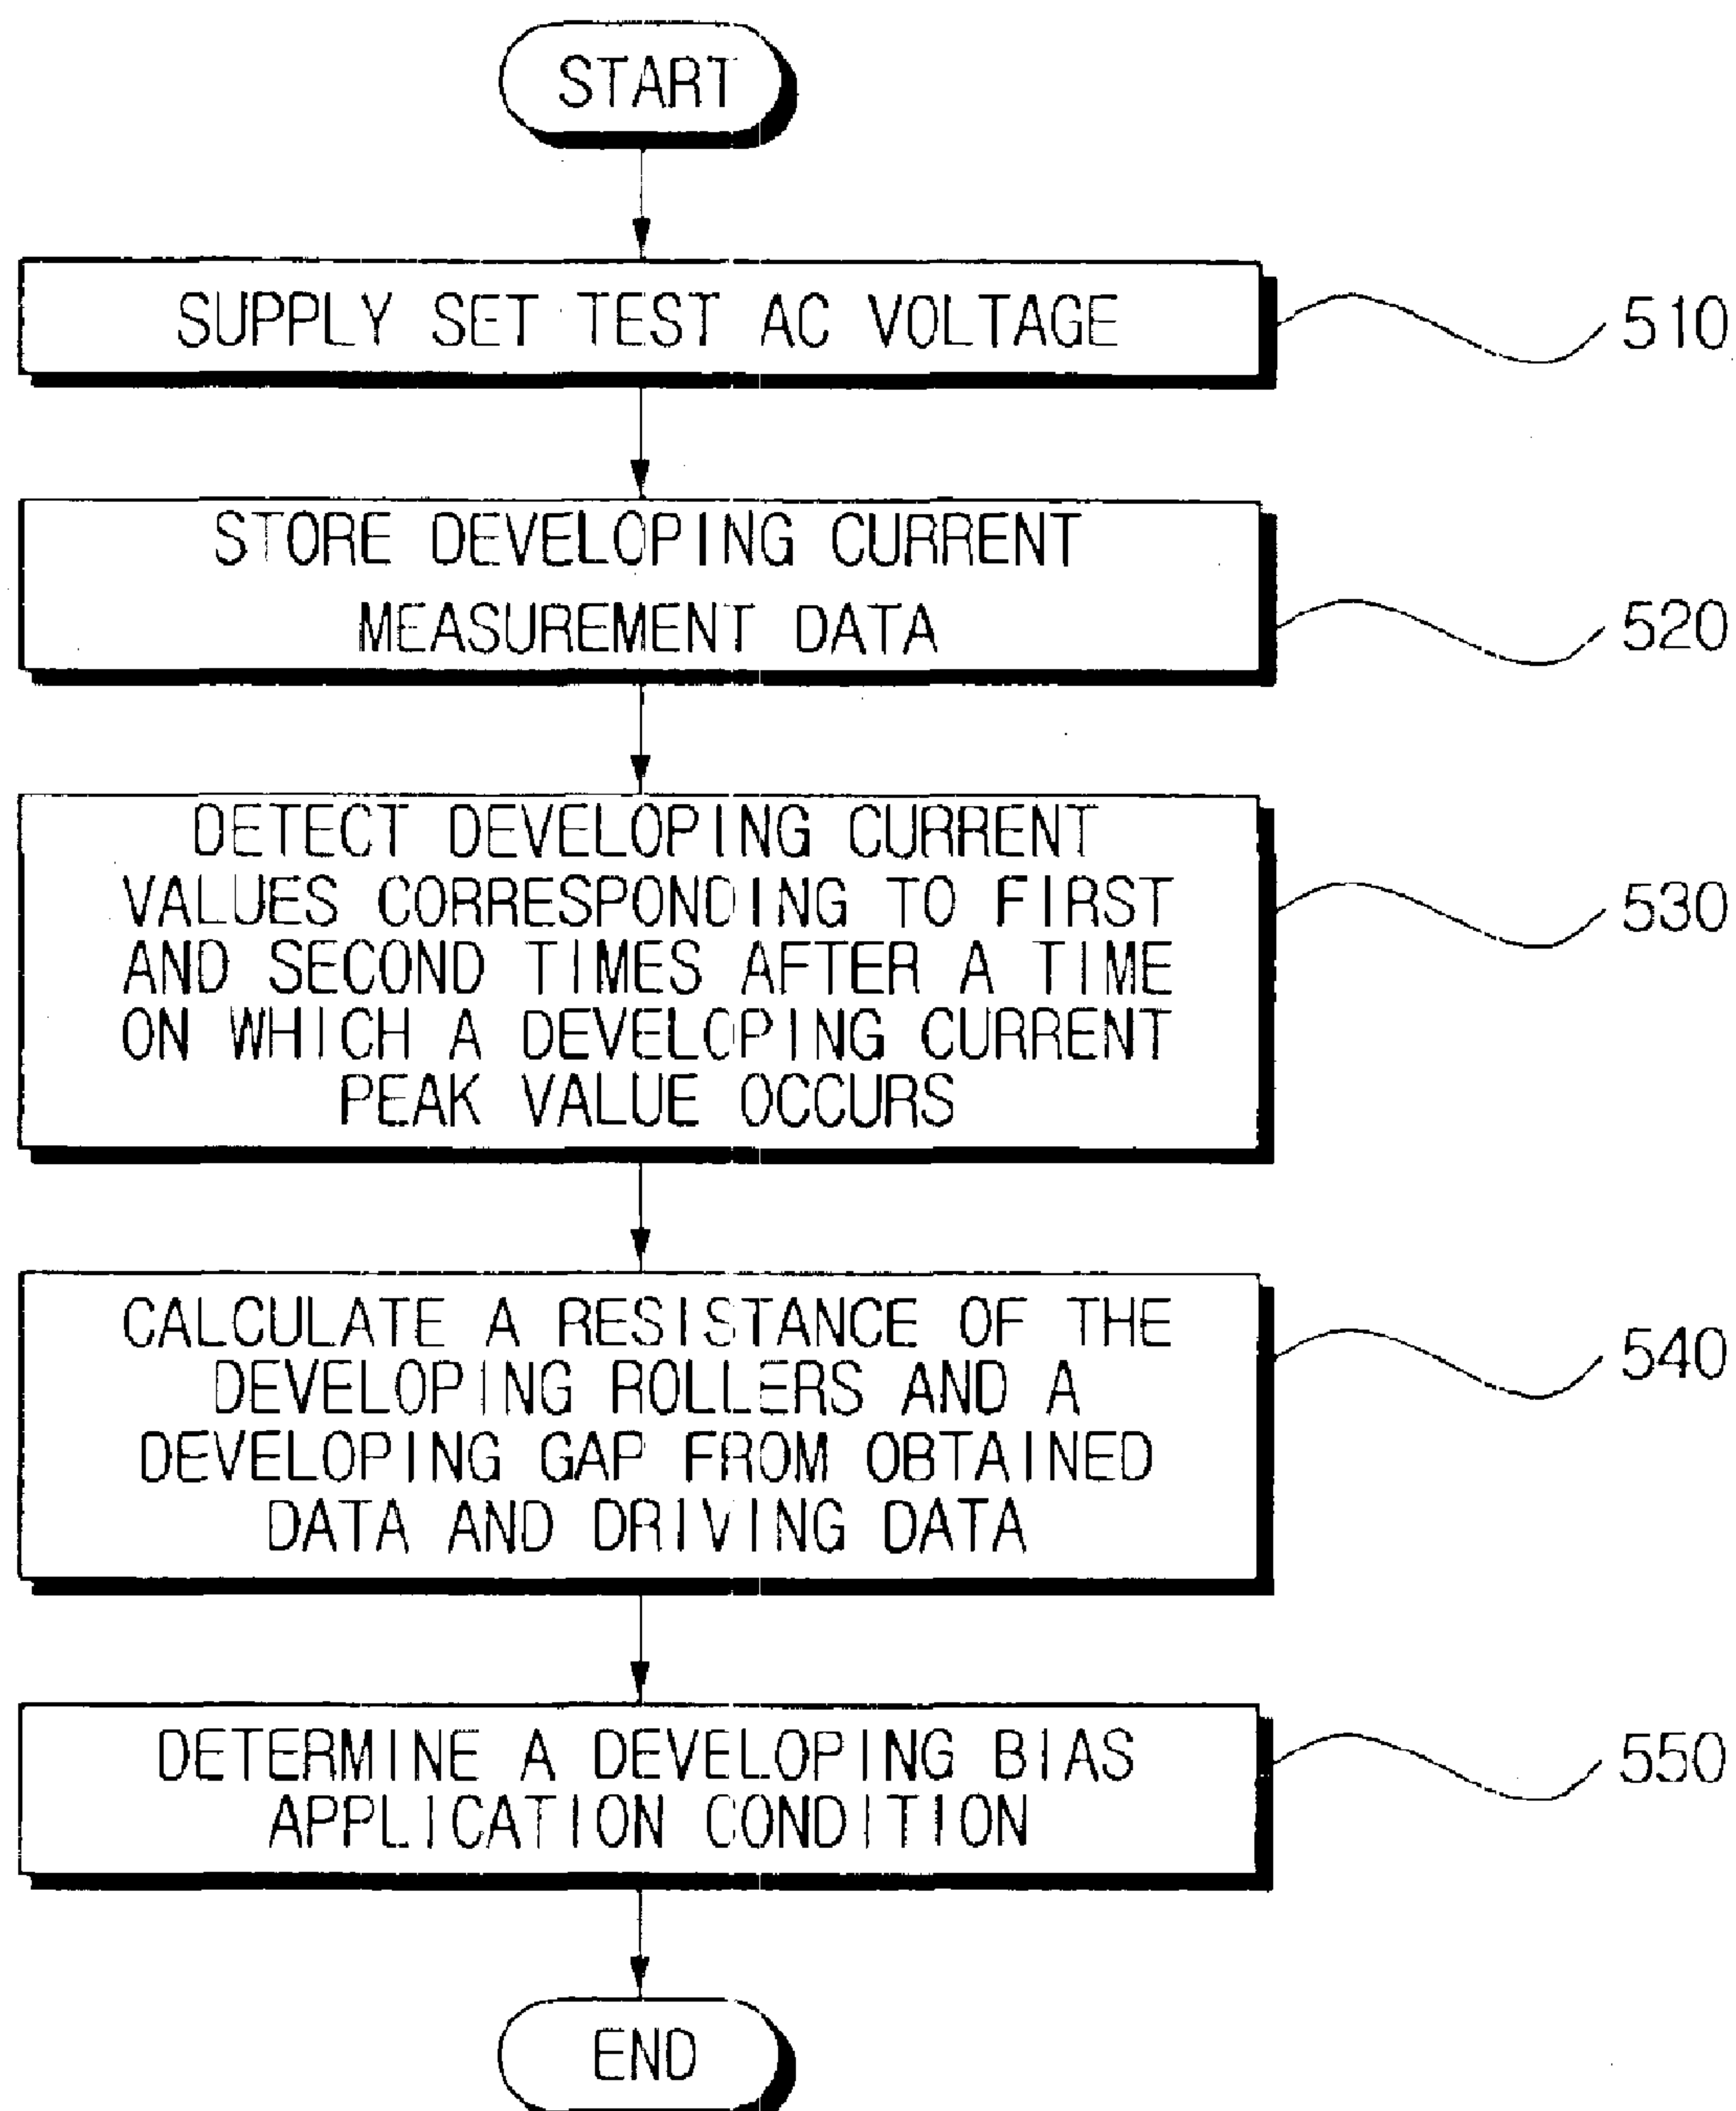 START
SUPPLY SET TEST AC VOLTAGE
510
STORE DEVELOPING CURRENT
MEASUREMENT DATA
520
DETECT DEVELOPING CURRENT
VALUES CORRESPONDING TO FIRST
AND SECOND TIMES AFTER A TIME
ON WHICH A DEVELOPING CURRENT
PEAK VALUE OCCURS
530
CALCULATE A RESISTANCE OF THE
DEVELOPING ROLLERS AND A
DEVELOPING GAP FROM OBTAINED
DATA AND DRIVING DATA
540
DETERMINE A DEVELOPING BIAS
APPLICATION CONDITION
550
END